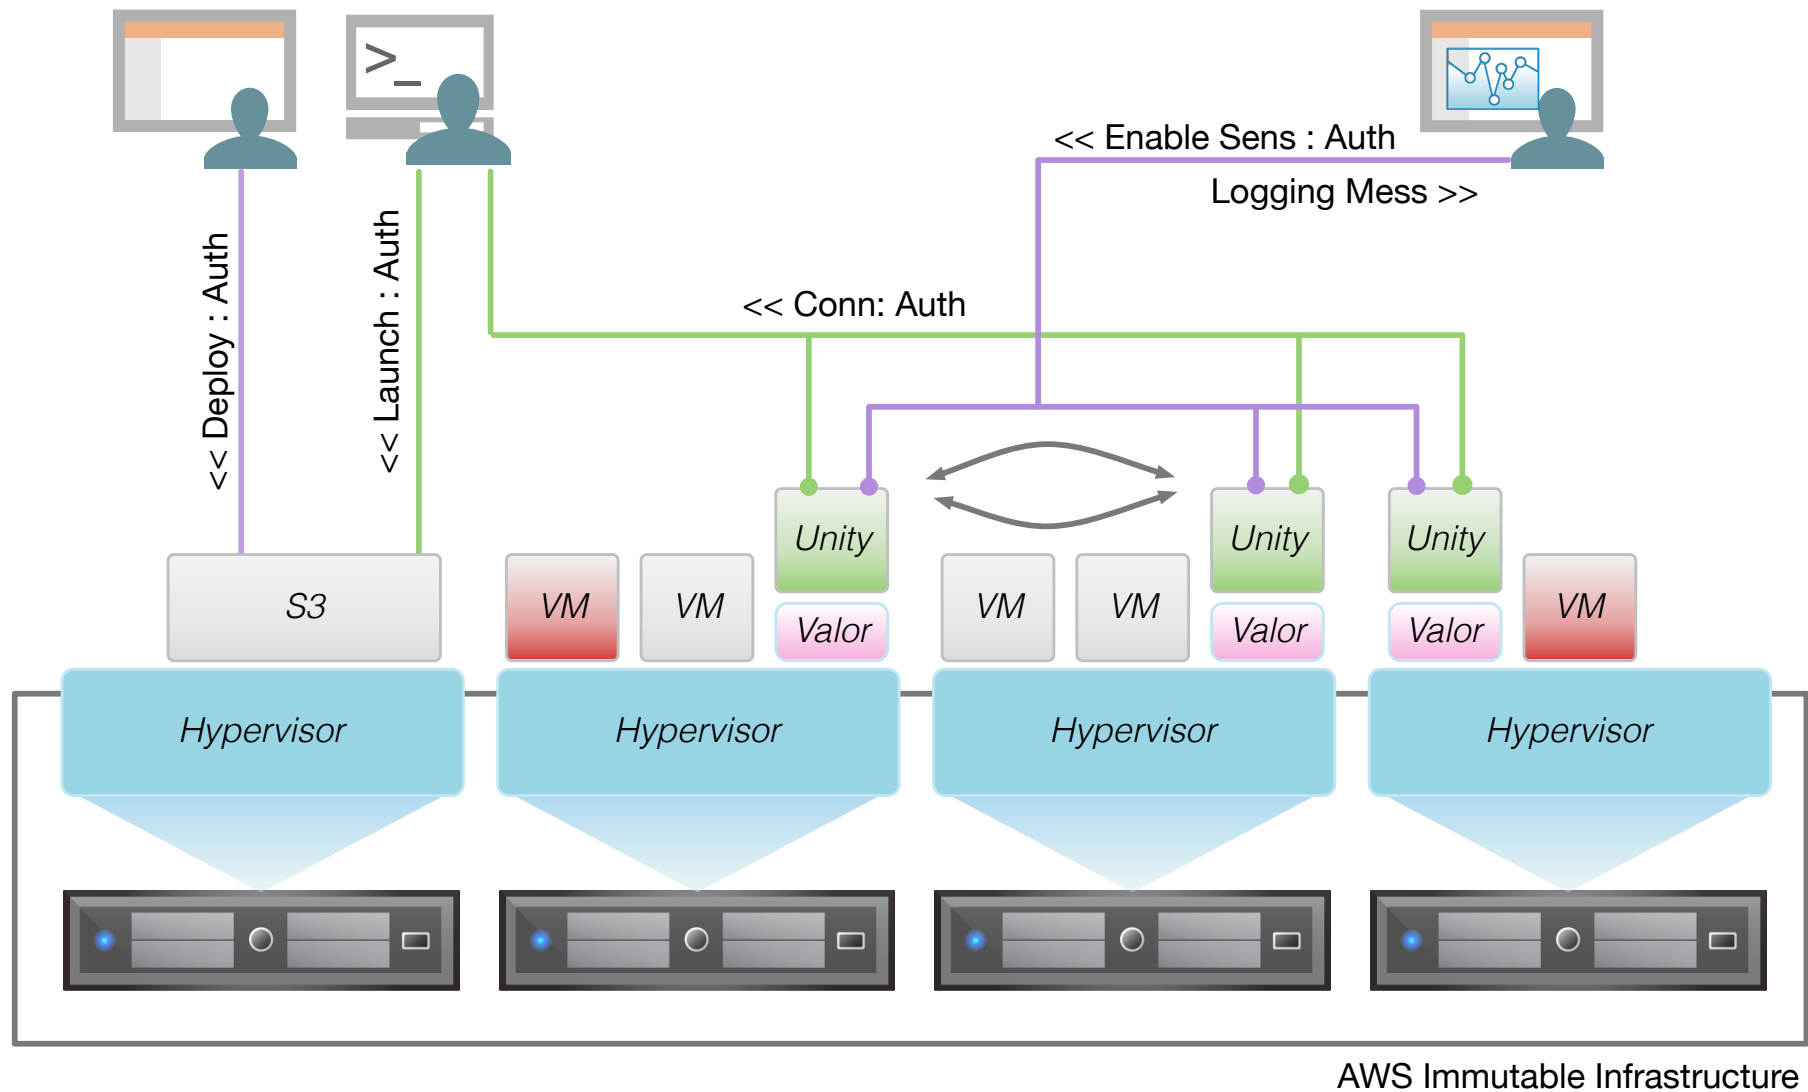 >_
<< Enable Sens : Auth
Logging Mess >>
<< Deploy : Auth
<< Launch : Auth
<< Conn: Auth
Unity
Unity
Unity
S3
VM
VM
Valor
VM
VM
Valor
Valor
VM
Hypervisor
Hypervisor
Hypervisor
Hypervisor
AWS Immutable Infrastructure